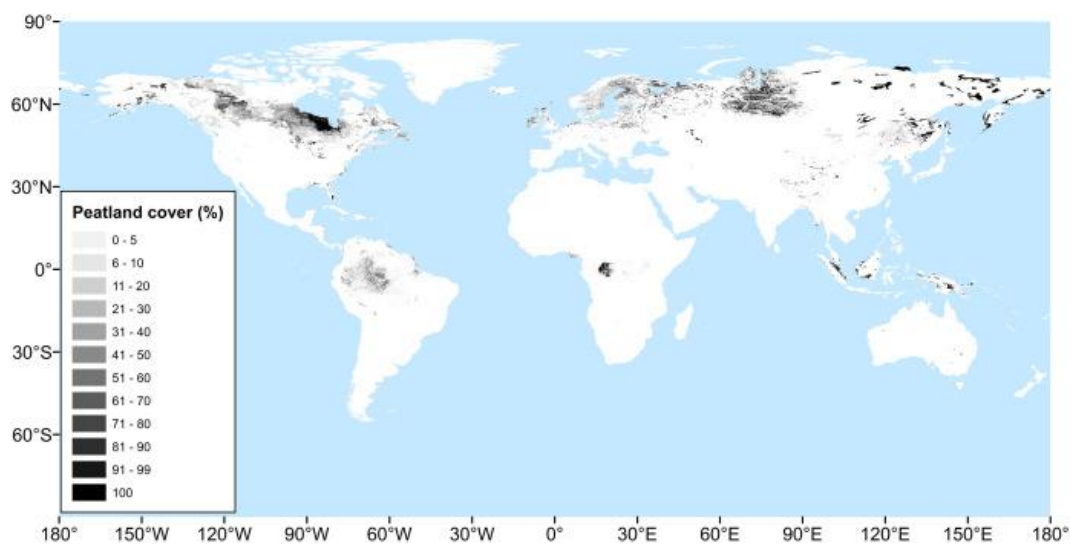 90°
60°N
30°N
0°
30°S
60°S
Peatland cover (%)
0 - 5
6 - 10
11 - 20
21 - 30
31 - 40
41 - 50
51 - 60
61 - 70
71 - 80
81 - 90
91 - 99
100
180° 150°W 120°W 90°W 60°W 30°W 0° 30°E 60°E 90°E 120°E 150°E 180°